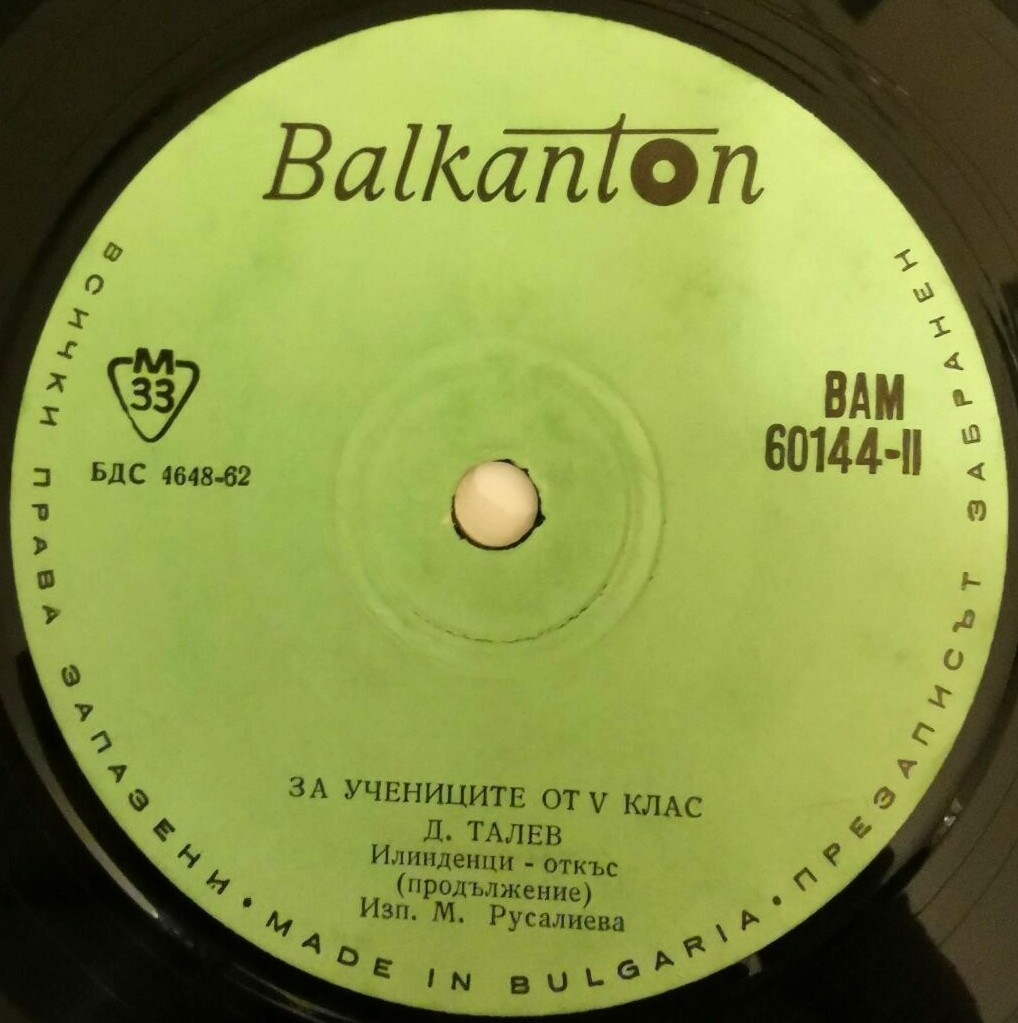 Balkanton
М
33
БДС 4648-62
ВАМ
60144-II
ЗА УЧЕНИЦИТЕ ОТ V КЛАС
Д. ТАЛЕВ
Илинденци - откъс
(продължение)
Изп. М. Русалиева
ВСИЧКИ ПРАВА ЗАПАЗЕНИ • MADE IN BULGARIA • ПРЕЗАПИСЪТ ЗАБРАНЕН